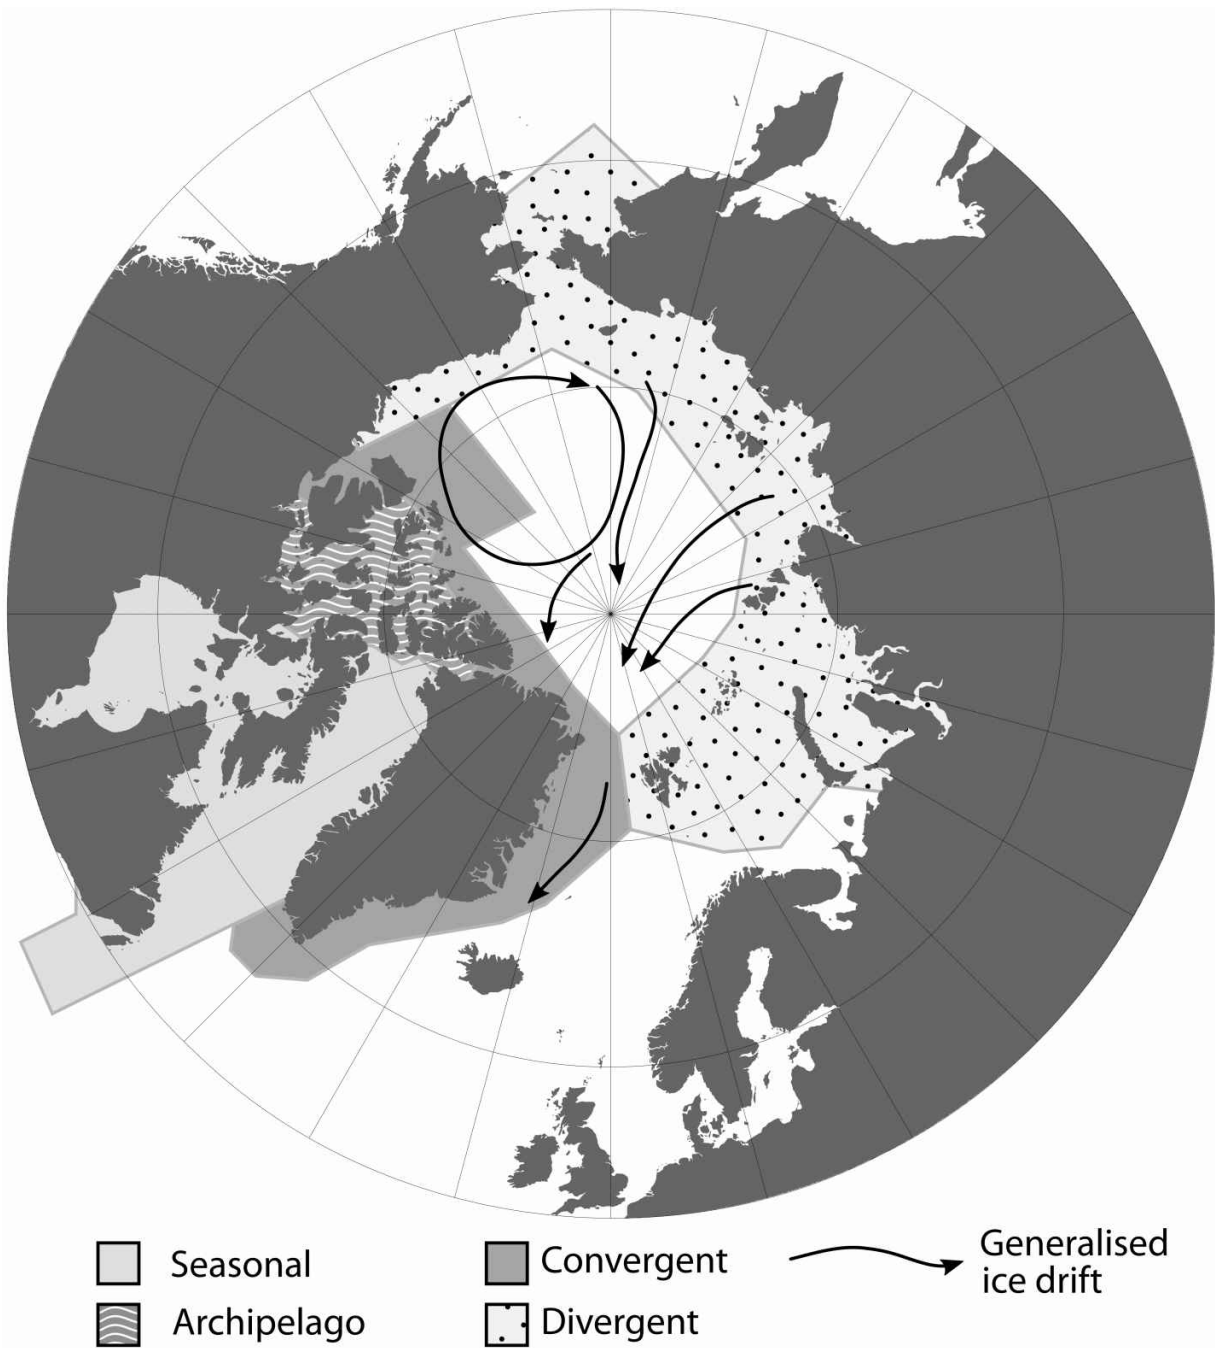 Seasonal
Archipelago
Convergent
Divergent
Generalised
ice drift